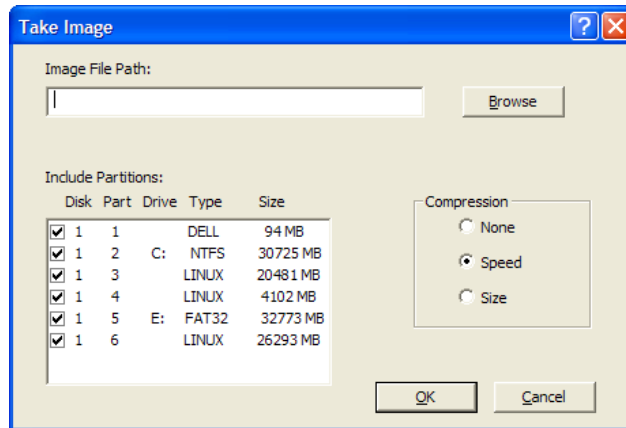 Take Image
Image File Path:
Browse
Include Partitions:
Disk Part Drive Type Size
1 1 DELL 94 MB
1 2 C: NTFS 30725 MB
1 3 LINUX 20481 MB
1 4 LINUX 4102 MB
1 5 E: FAT32 32773 MB
1 6 LINUX 26293 MB
Compression
None
Speed
Size
OK Cancel